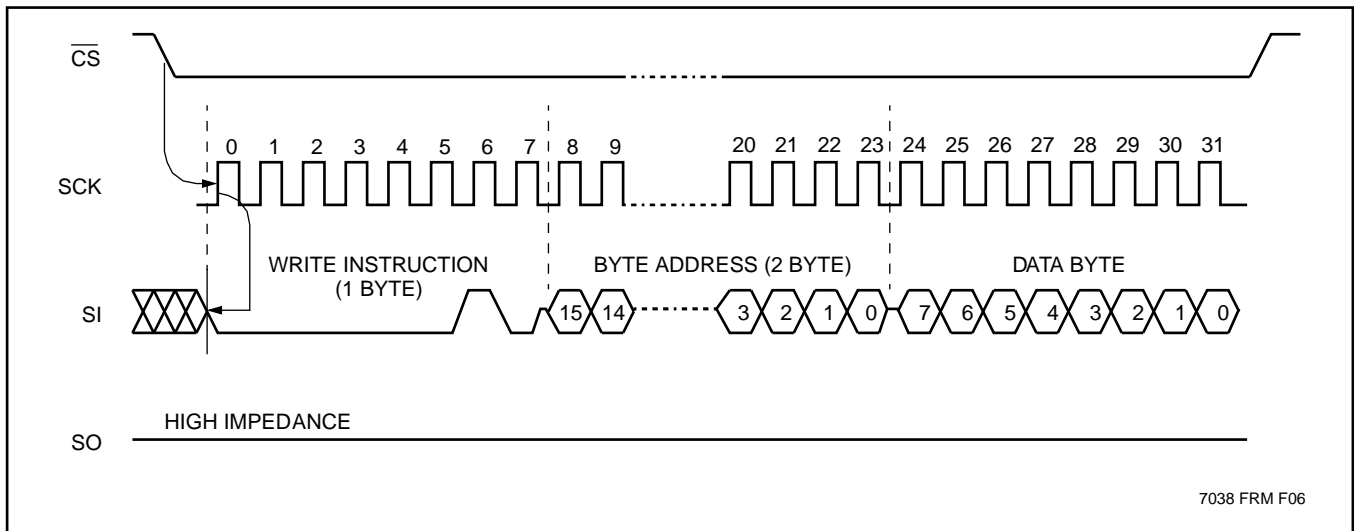 CS
0 1 2 3 4 5 6 7 8 9 20 21 22 23 24 25 26 27 28 29 30 31
SCK
WRITE INSTRUCTION (1 BYTE)
BYTE ADDRESS (2 BYTE)
DATA BYTE
SI
15 14 3 2 1 0 7 6 5 4 3 2 1 0
HIGH IMPEDANCE
SO
7038 FRM F06